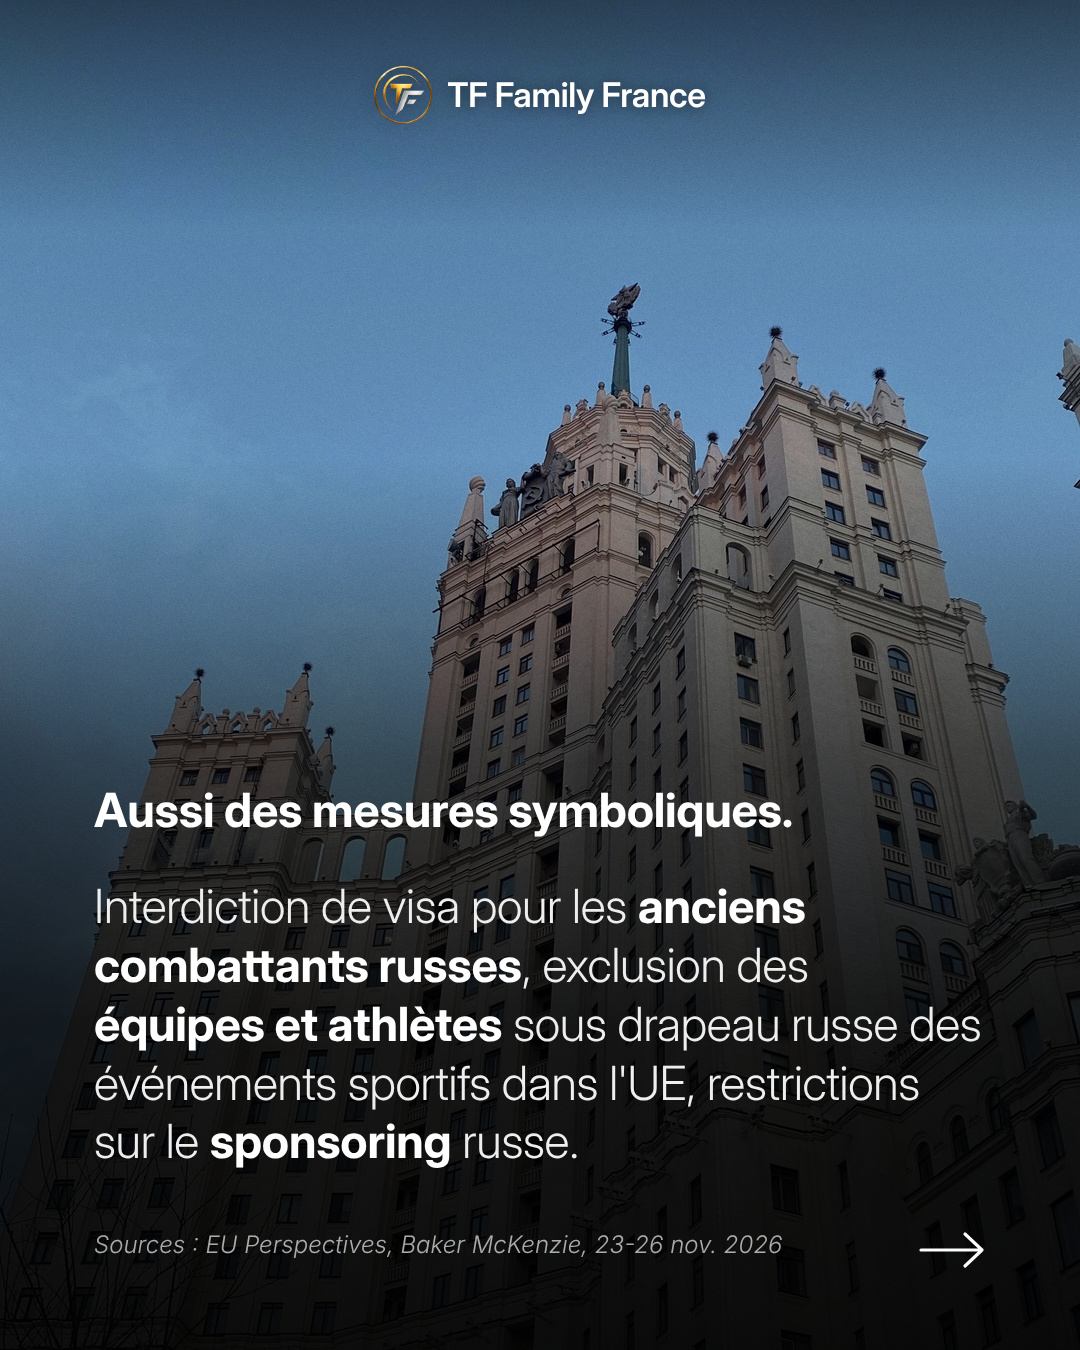 TF TF Family France
Aussi des mesures symboliques.
Interdiction de visa pour les anciens
combattants russes, exclusion des
équipes et athlètes sous drapeau russe des
événements sportifs dans l'UE, restrictions
sur le sponsoring russe.
Sources : EU Perspectives, Baker McKenzie, 23-26 nov. 2026